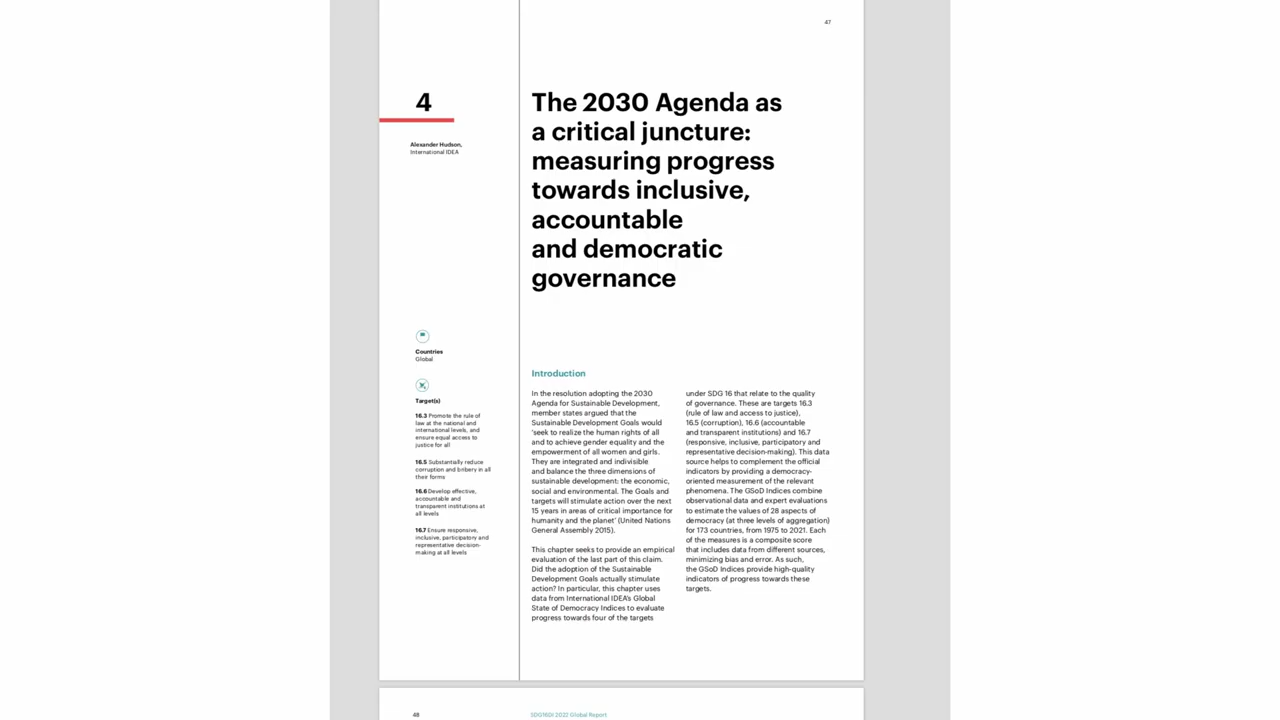 47
4
Alexander Hudson,
International IDEA
The 2030 Agenda as
a critical juncture:
measuring progress
towards inclusive,
accountable
and democratic
governance
Countries
Global
Target(s)
16.3 Promote the rule of
law at the national and
international levels, and
ensure equal access to
justice for all
16.5 Substantially reduce
corruption and bribery in all
their forms
16.6 Develop effective,
accountable and
transparent institutions at
all levels
16.7 Ensure responsive,
inclusive, participatory and
representative decision-
making at all levels
Introduction
In the resolution adopting the 2030
Agenda for Sustainable Development,
member states argued that the
Sustainable Development Goals would
‘seek to realize the human rights of all
and to achieve gender equality and the
empowerment of all women and girls.
They are integrated and indivisible
and balance the three dimensions of
sustainable development: the economic,
social and environmental. The Goals and
targets will stimulate action over the next
15 years in areas of critical importance for
humanity and the planet’ (United Nations
General Assembly 2015).
This chapter seeks to provide an empirical
evaluation of the last part of this claim.
Did the adoption of the Sustainable
Development Goals actually stimulate
action? In particular, this chapter uses
data from International IDEA’s Global
State of Democracy Indices to evaluate
progress towards four of the targets
under SDG 16 that relate to the quality
of governance. These are targets 16.3
(rule of law and access to justice),
16.5 (corruption), 16.6 (accountable
and transparent institutions) and 16.7
(responsive, inclusive, participatory and
representative decision-making). This data
source helps to complement the official
indicators by providing a democracy-
oriented measurement of the relevant
phenomena. The GSoD Indices combine
observational data and expert evaluations
to estimate the values of 28 aspects of
democracy (at three levels of aggregation)
for 173 countries, from 1975 to 2021. Each
of the measures is a composite score
that includes data from different sources,
minimizing bias and error. As such,
the GSoD Indices provide high-quality
indicators of progress towards these
targets.
48
SDG16DI 2022 Global Report